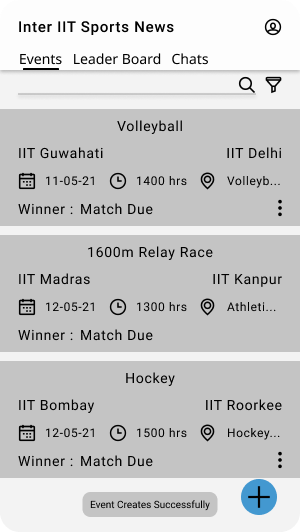 Inter IIT Sports News
Events Leader Board Chats
Volleyball
IIT Guwahati IIT Delhi
11-05-21 1400 hrs Volleyb...
Winner : Match Due
1600m Relay Race
IIT Madras IIT Kanpur
12-05-21 1300 hrs Athleti...
Winner : Match Due
Hockey
IIT Bombay IIT Roorkee
12-05-21 1500 hrs Hockey...
Winner : Match Due
Event Creates Successfully